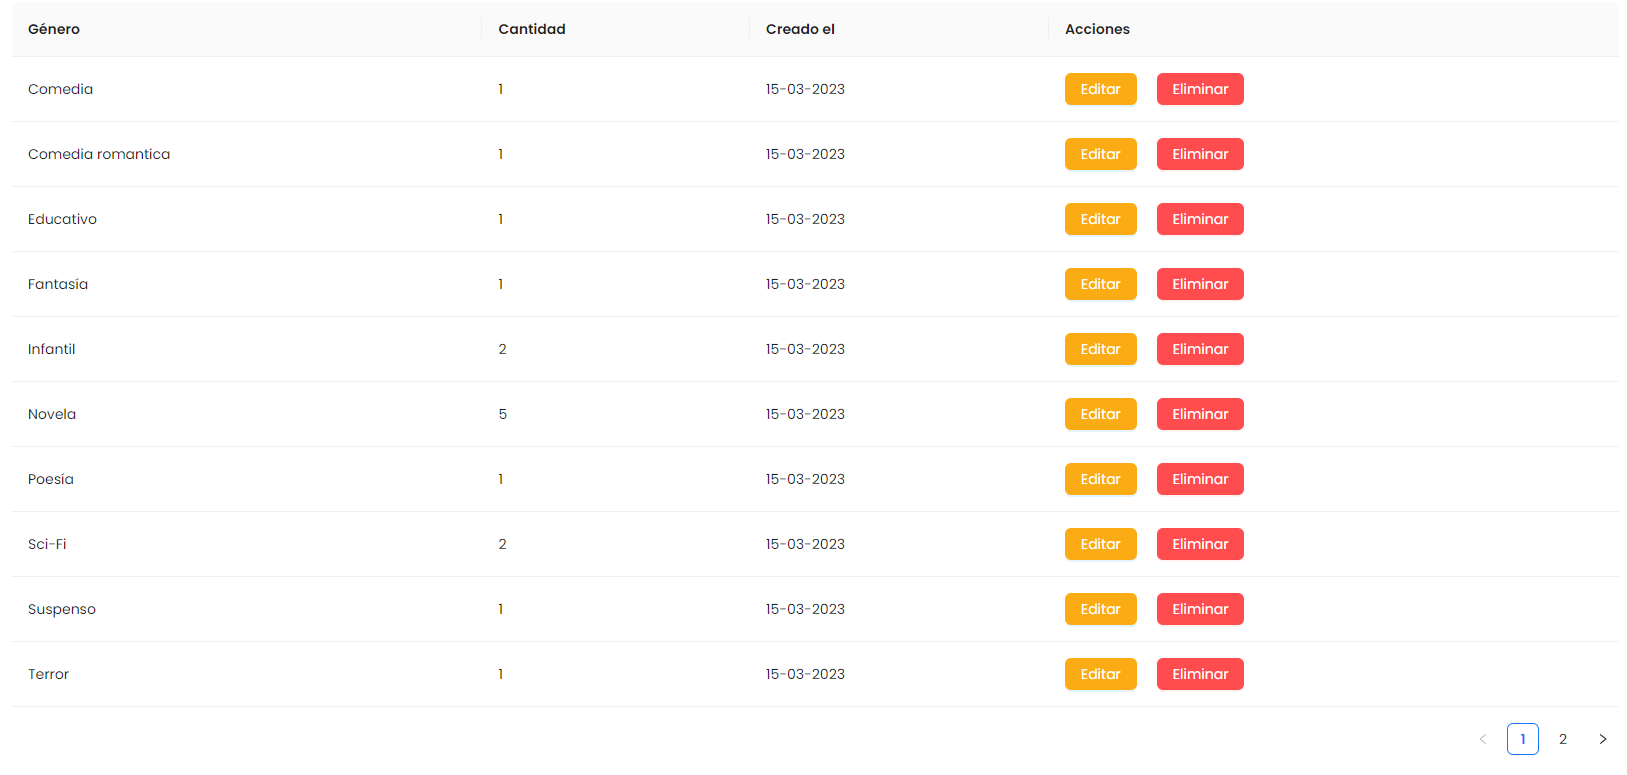 Género Cantidad Creado el Acciones
Comedia 1 15-03-2023 Editar Eliminar
Comedia romantica 1 15-03-2023 Editar Eliminar
Educativo 1 15-03-2023 Editar Eliminar
Fantasía 1 15-03-2023 Editar Eliminar
Infantil 2 15-03-2023 Editar Eliminar
Novela 5 15-03-2023 Editar Eliminar
Poesía 1 15-03-2023 Editar Eliminar
Sci-Fi 2 15-03-2023 Editar Eliminar
Suspenso 1 15-03-2023 Editar Eliminar
Terror 1 15-03-2023 Editar Eliminar
< 1 2 >